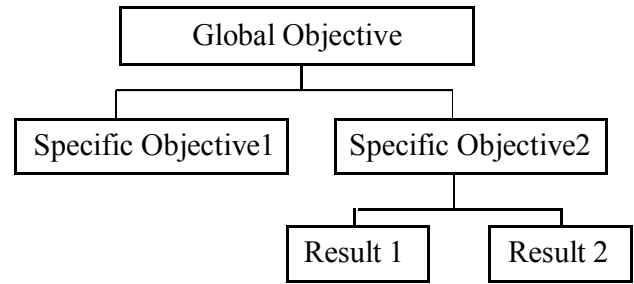 Global Objective
Specific Objective1
Specific Objective2
Result 1
Result 2